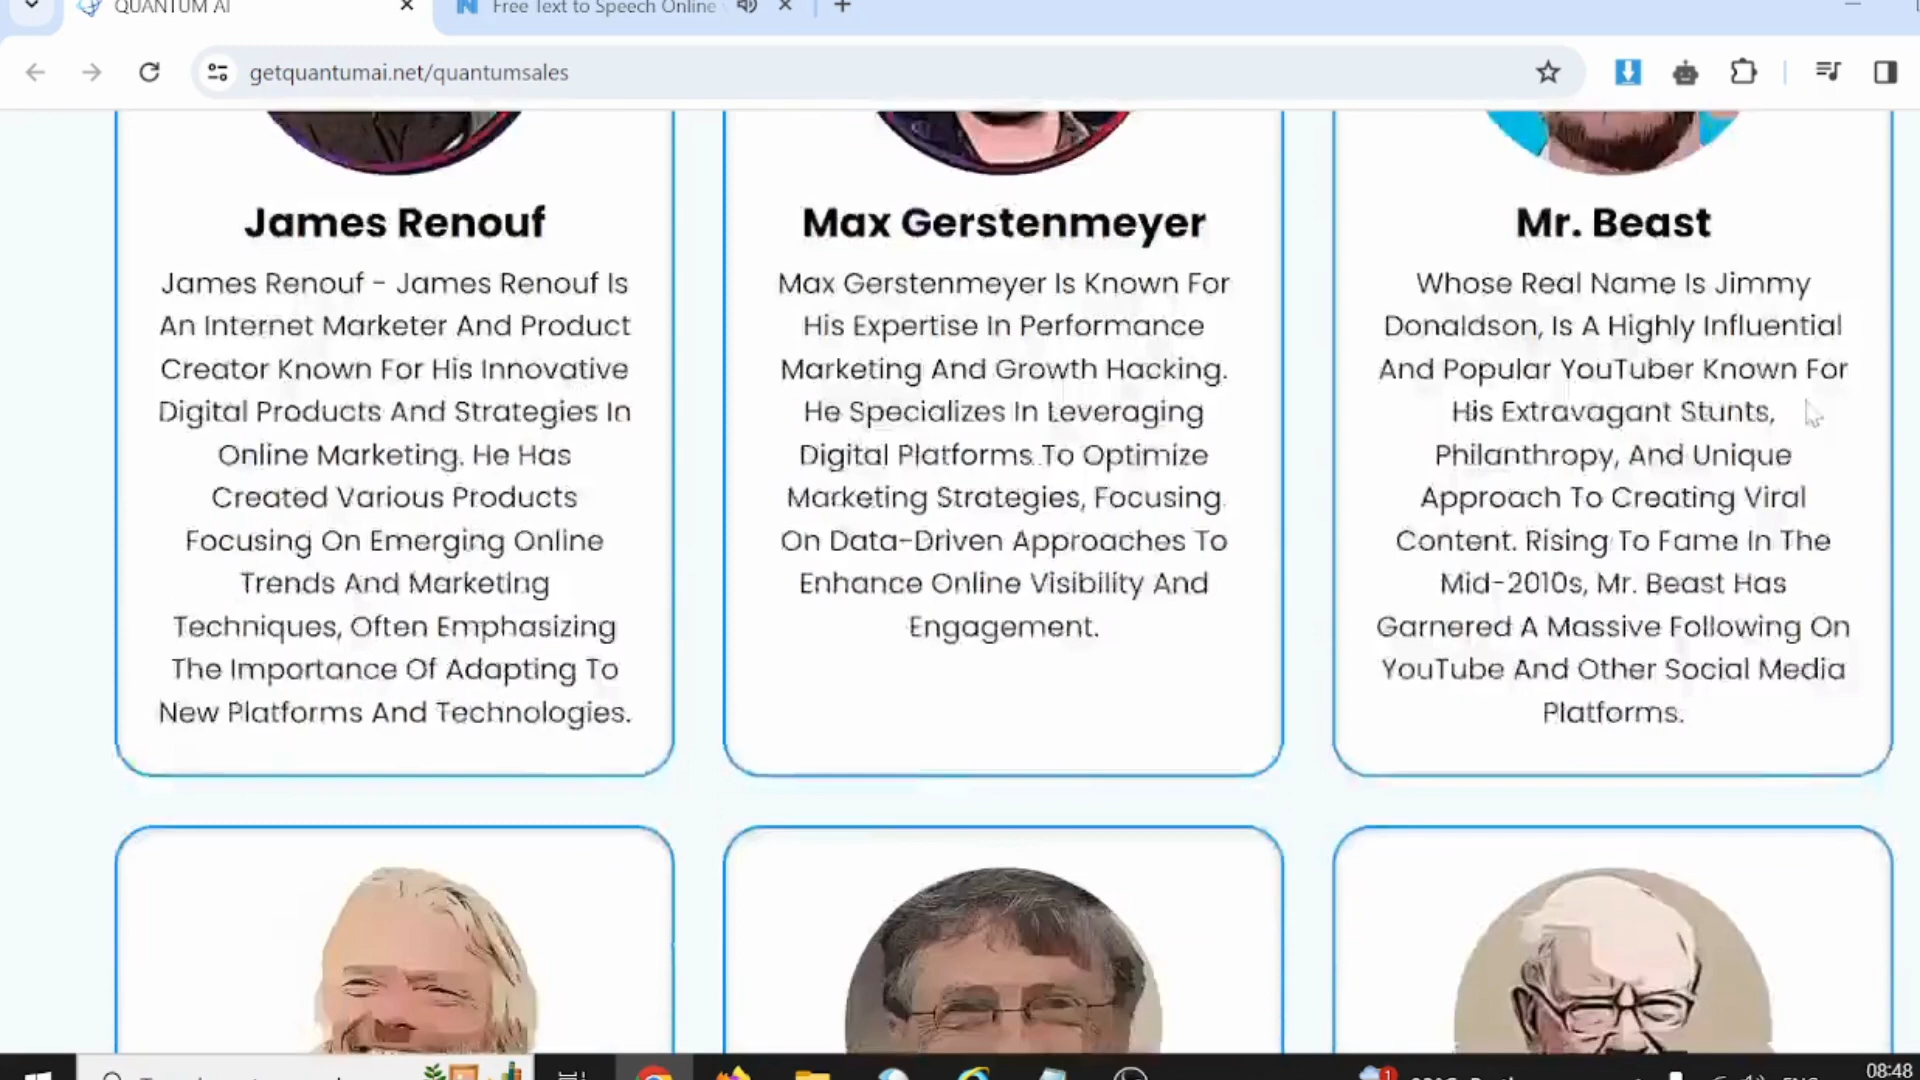 QUANTUM AI
Free Text to Speech Online
getquantumai.net/quantumsales
James Renouf
James Renouf - James Renouf Is
An Internet Marketer And Product
Creator Known For His Innovative
Digital Products And Strategies In
Online Marketing. He Has
Created Various Products
Focusing On Emerging Online
Trends And Marketing
Techniques, Often Emphasizing
The Importance Of Adapting To
New Platforms And Technologies.
Max Gerstenmeyer
Max Gerstenmeyer Is Known For
His Expertise In Performance
Marketing And Growth Hacking.
He Specializes In Leveraging
Digital Platforms To Optimize
Marketing Strategies, Focusing
On Data-Driven Approaches To
Enhance Online Visibility And
Engagement.
Mr. Beast
Whose Real Name Is Jimmy
Donaldson, Is A Highly Influential
And Popular YouTuber Known For
His Extravagant Stunts,
Philanthropy, And Unique
Approach To Creating Viral
Content. Rising To Fame In The
Mid-2010s, Mr. Beast Has
Garnered A Massive Following On
YouTube And Other Social Media
Platforms.
08:48